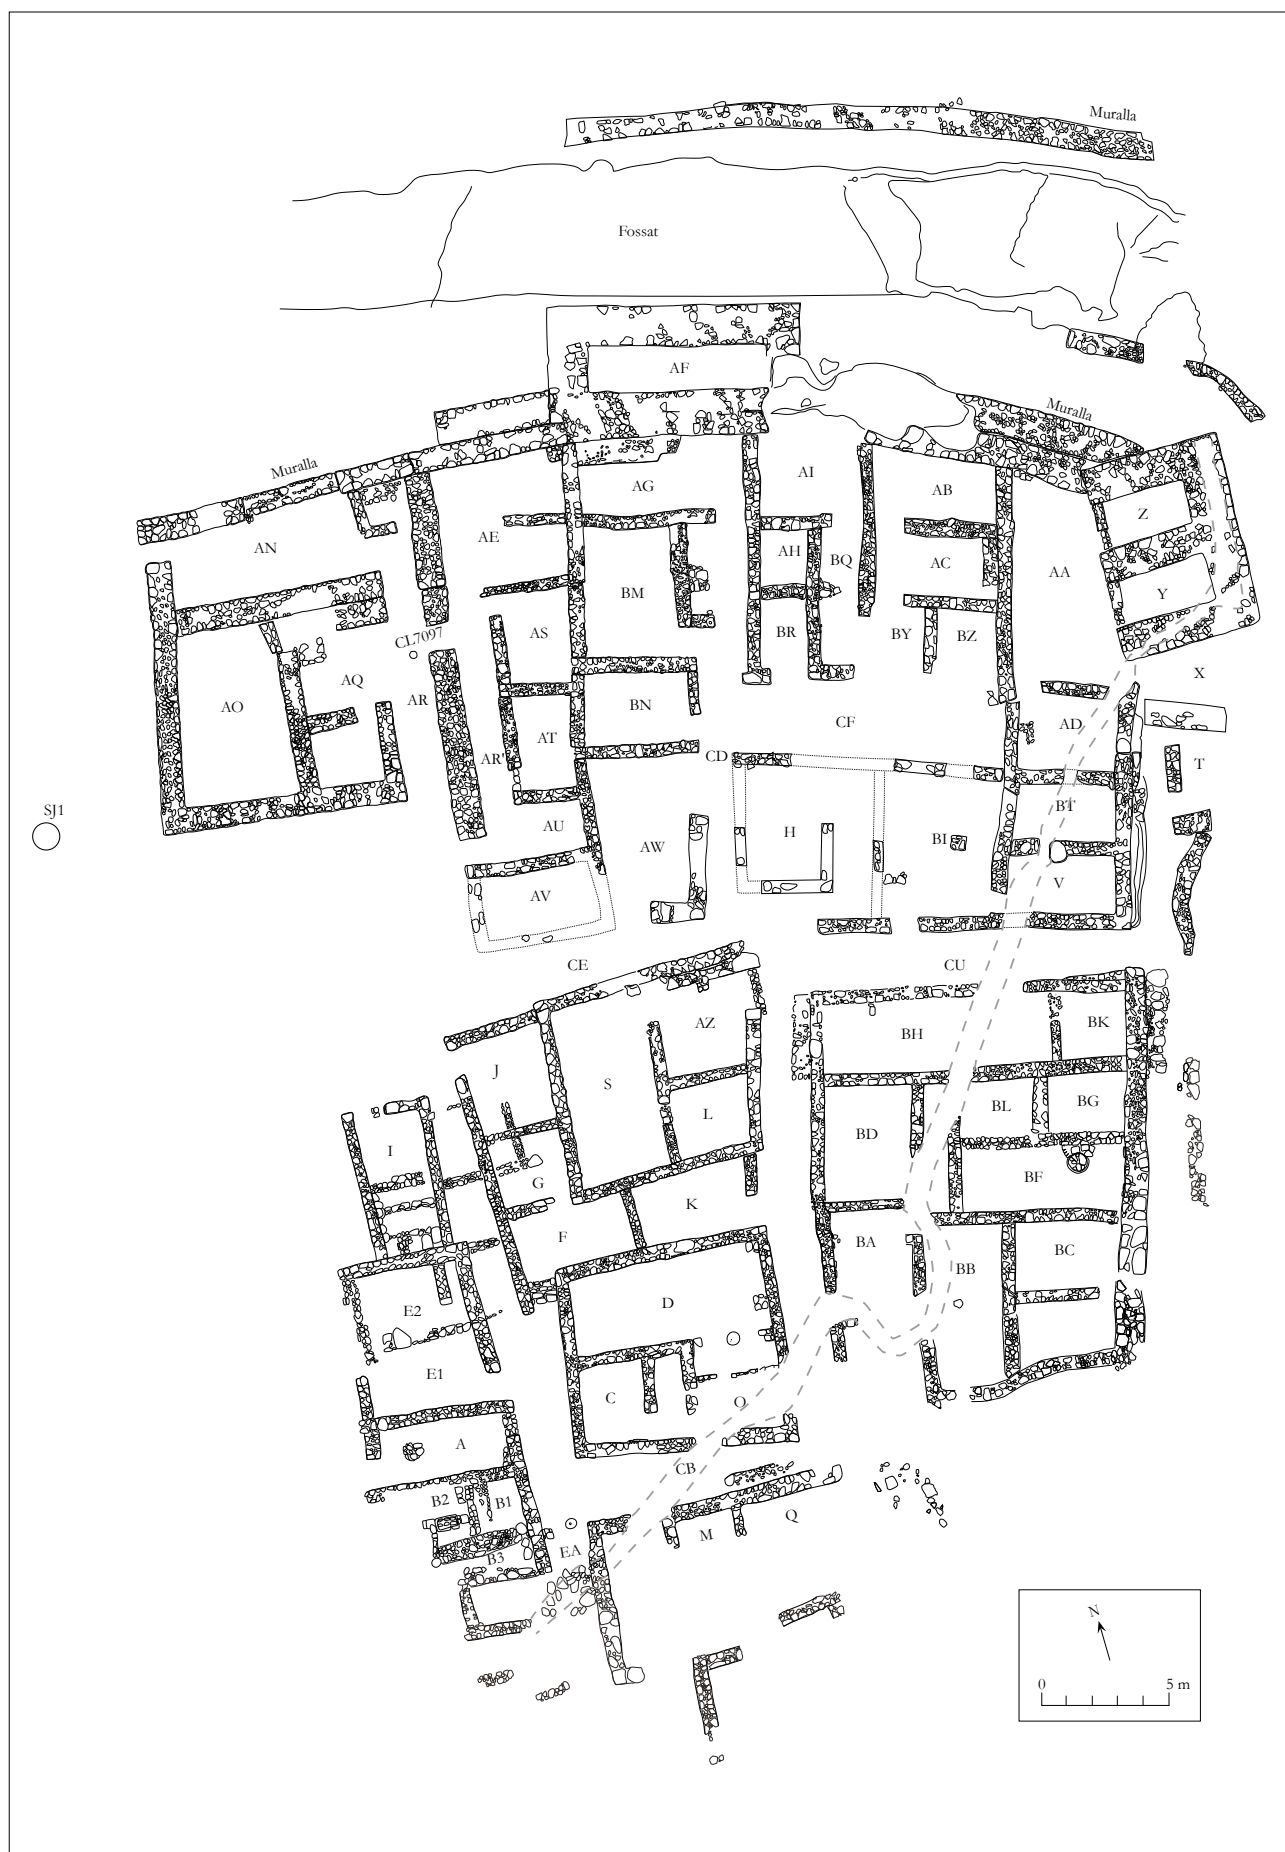 Muralla
Fossat
AF
Muralla
Muralla
AI
AG
AB
Z
AN
AE
AH
BQ
AC
AA
BM
Y
AS
CL7097
BR
BY
BZ
X
AQ
AR
AO
BN
CF
AD
AT
AR'
CD
T
SJ1
AU
AW
H
BI
BT
AV
V
CE
CU
AZ
BH
BK
J
S
L
BD
BL
BG
I
G
K
BF
F
BA
BB
BC
E2
D
E1
C
O
A
CB
B2
B1
M
Q
B3
EA
N
0
5 m